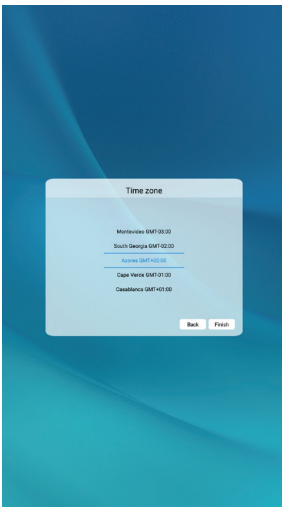 Time zone
Montevideo GMT-03:00
South Georgia GMT-02:00
Azores GMT+00:00
Cape Verde GMT-01:00
Casablanca GMT+01:00
Back Finish